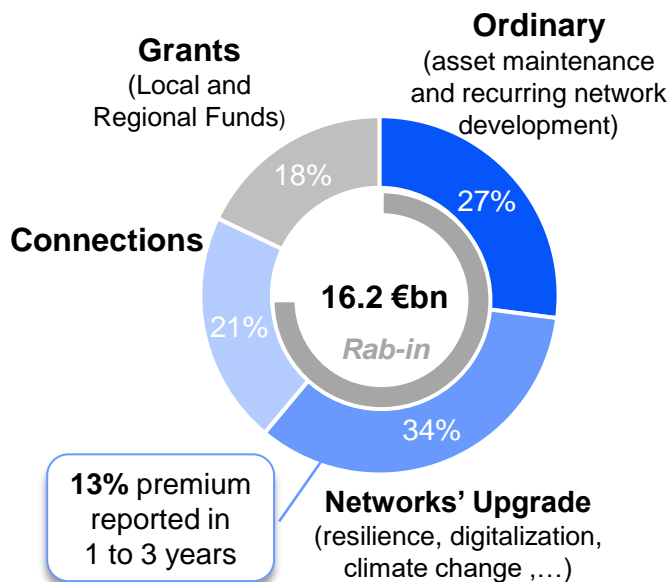 Grants
(Local and
Regional Funds)
18%
Ordinary
(asset maintenance
and recurring network
development)
27%
Connections
21%
16.2 €bn
Rab-in
34%
13% premium
reported in
1 to 3 years
Networks’ Upgrade
(resilience, digitalization,
climate change ,…)